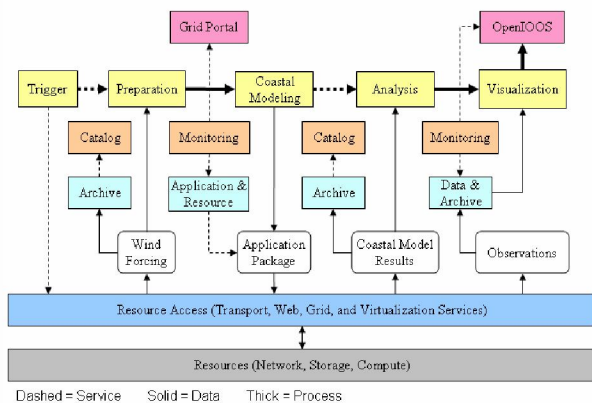 Grid Portal
OpenIOOS
Trigger
Preparation
Coastal
Modeling
Analysis
Visualization
Catalog
Monitoring
Catalog
Monitoring
Archive
Application &
Resource
Archive
Data &
Archive
Wind
Forcing
Application
Package
Coastal Model
Results
Observations
Resource Access (Transport, Web, Grid, and Virtualization Services)
Resources (Network, Storage, Compute)
Dashed = Service Solid = Data Thick = Process